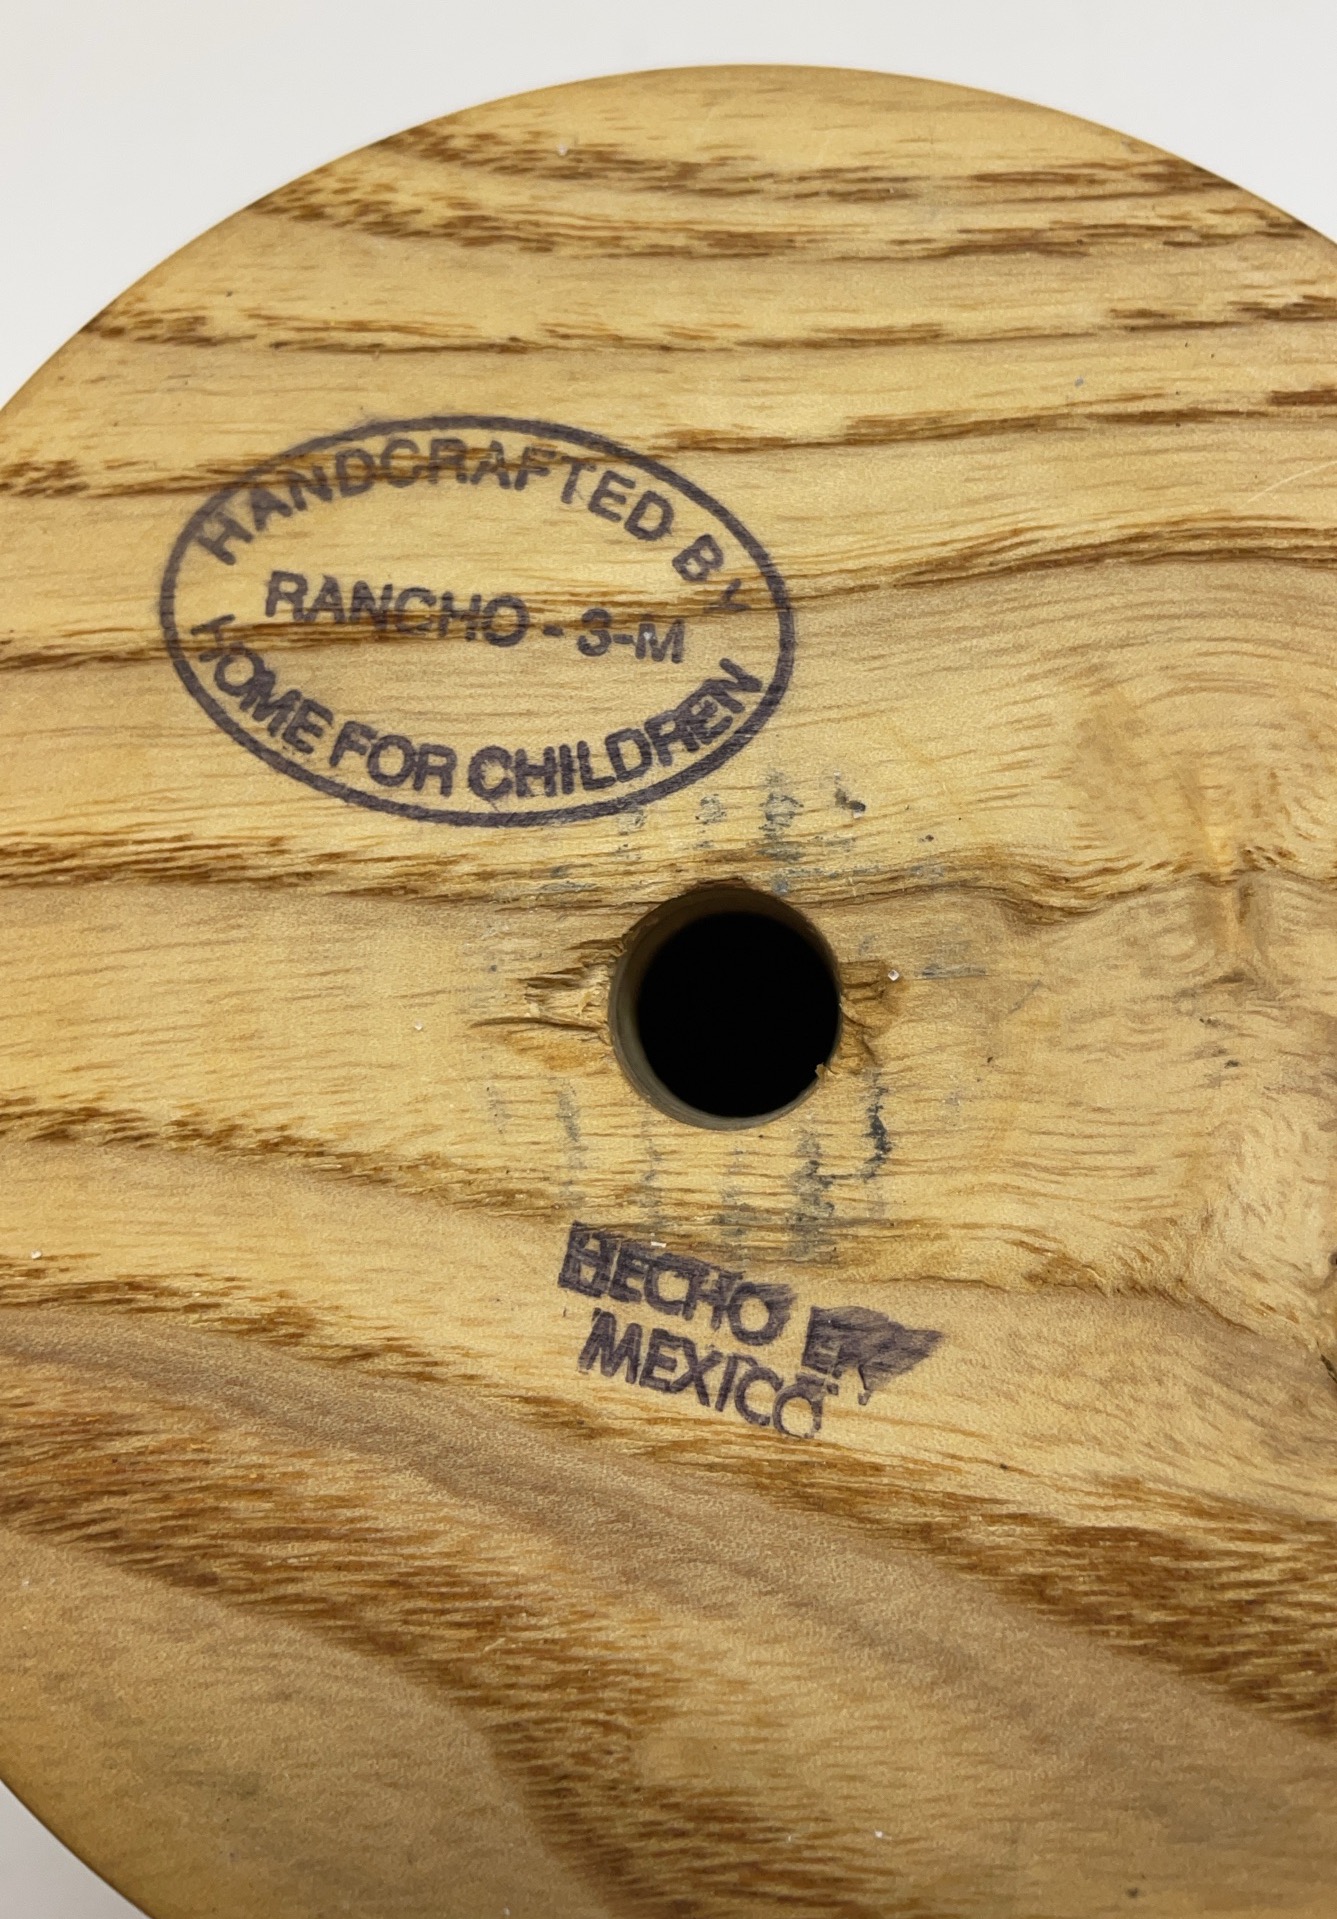 HANDCRAFTED BY
RANCHO - 3-M
HOME FOR CHILDREN
HECHO EN
MEXICO